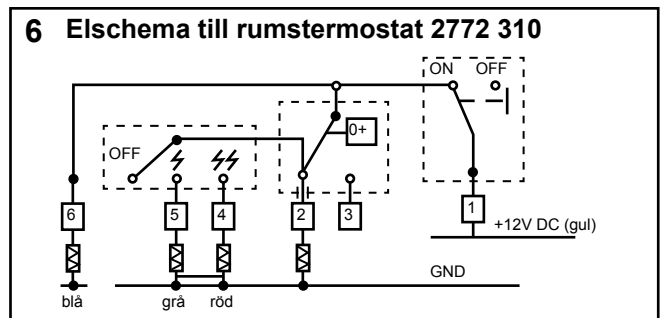 6 Elschema till rumstermostat 2772 310
ON OFF
0+
OFF
6 5 4 2 3 1
+12V DC (gul)
GND
blå grå röd